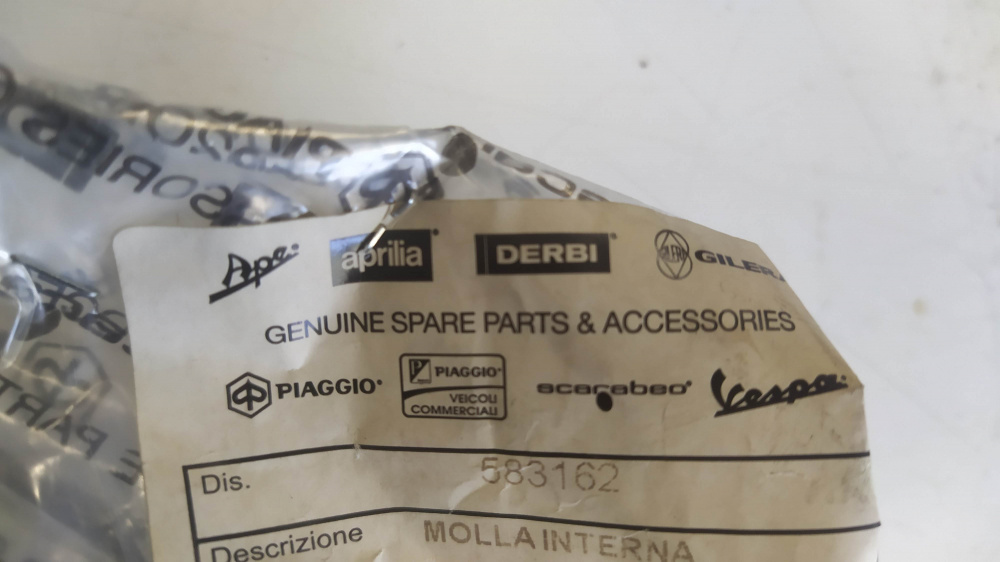 Ape.
aprilia
DERBI
GILERA
GENUINE SPARE PARTS & ACCESSORIES
PIAGGIO
PIAGGIO
VEICOLI
COMMERCIALI
scarabeo
Vespa
Dis. 583162
Descrizione MOLLA INTERNA